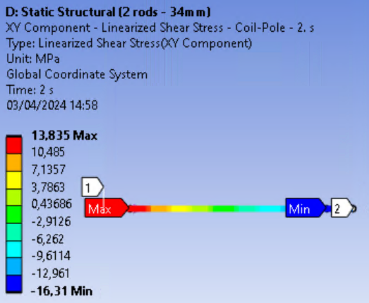 D: Static Structural (2 rods - 34mm)
XY Component - Linearized Shear Stress - Coil-Pole - 2. s
Type: Linearized Shear Stress(XY Component)
Unit: MPa
Global Coordinate System
Time: 2 s
03/04/2024 14:58
13,835 Max
10,485
7,1357
3,7863
0,43686
-2,9126
-6,262
-9,6114
-12,961
-16,31 Min
1
Max
Min
2